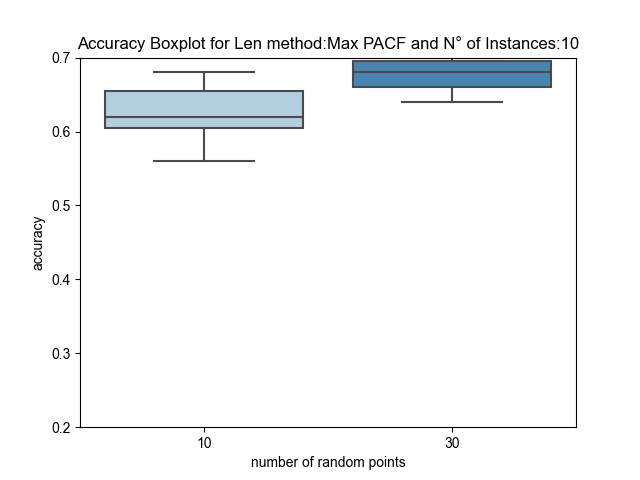 Accuracy Boxplot for Len method:Max PACF and N° of Instances:10
0.7
0.6
0.5
0.4
0.3
0.2
accuracy
10 30
number of random points